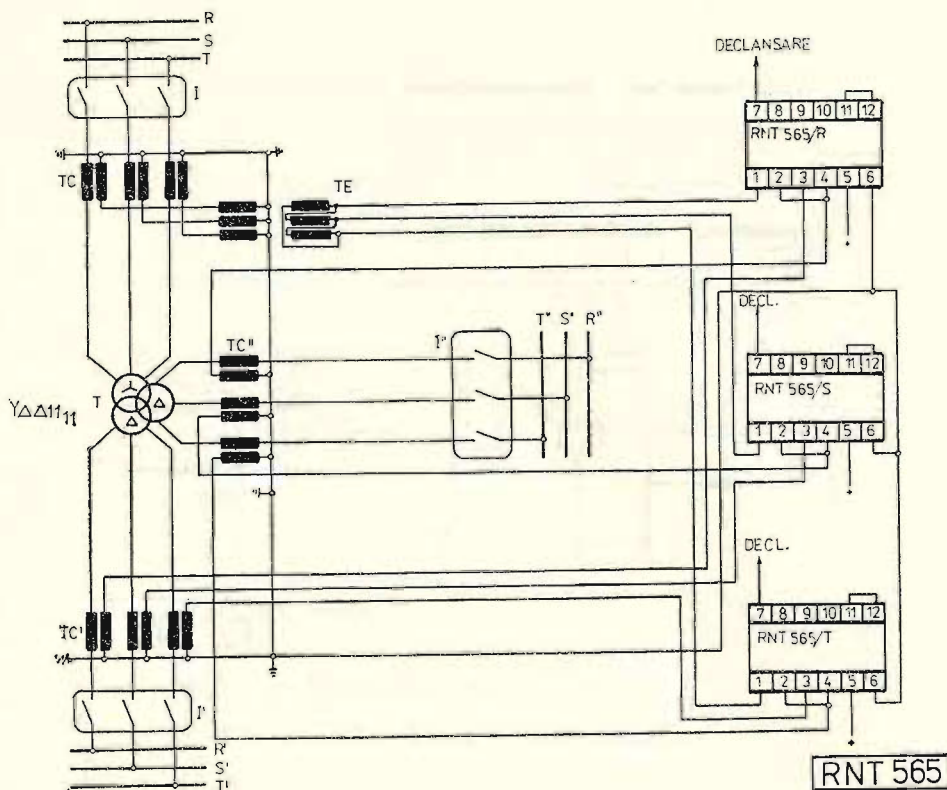 R
S
T
I
DECLANSARE
7 8 9 10 11 12
RNT 565/R
1 2 3 4 5 6
+
TC
TE
TC"
I"
T" S' R"
T
YΔΔ11 11
DECL.
7 8 9 10 11 12
RNT 565/S
1 2 3 4 5 6
+
DECL.
7 8 9 10 11 12
RNT 565/T
1 2 3 4 5 6
+
TC'
I'
R'
S'
T'
RNT 565